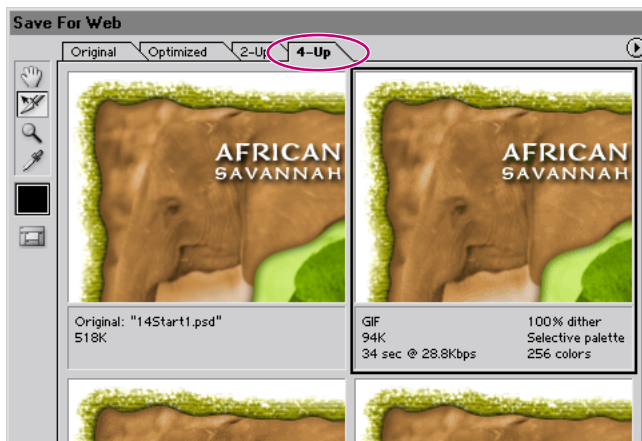 Save For Web
Original Optimized 2-Up 4-Up
AFRICAN
SAVANNAH
AFRICAN
SAVANNAH
Original: "14Start1.psd"
518K
GIF
94K
34 sec @ 28.8Kbps
100% dither
Selective palette
256 colors